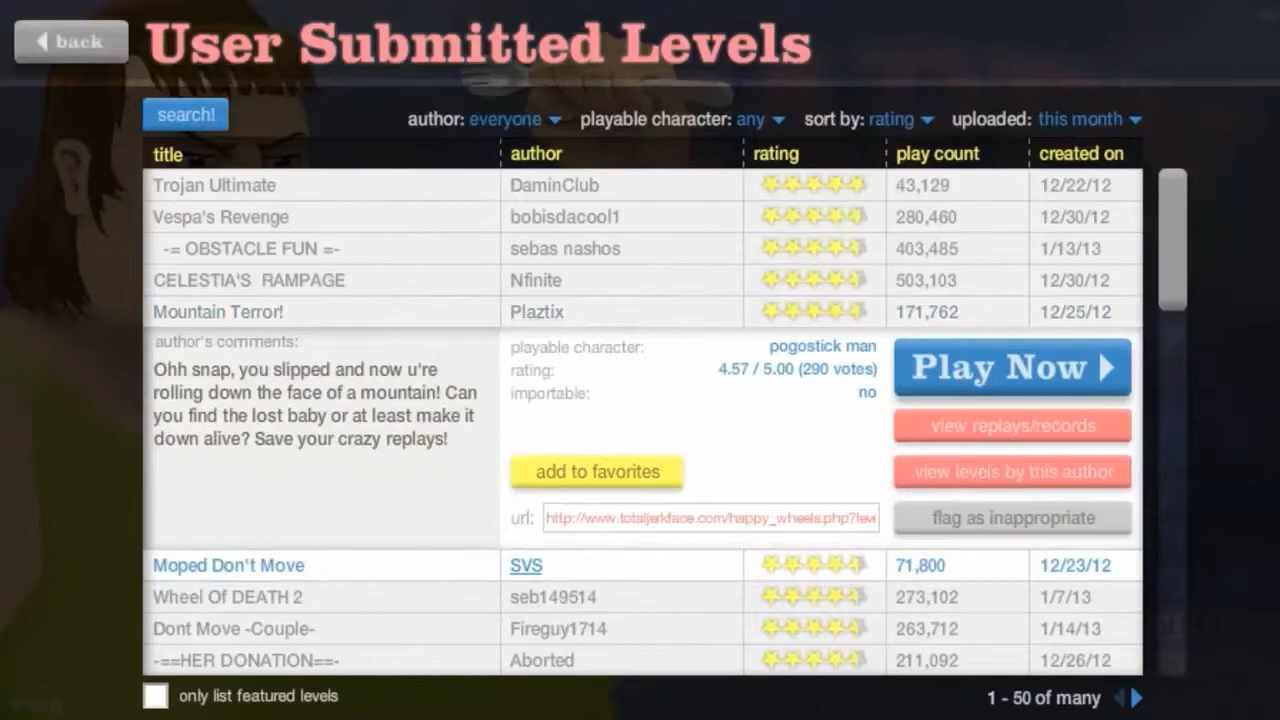 back
User Submitted Levels
search!
author: everyone playable character: any sort by: rating uploaded: this month
title author rating play count created on
Trojan Ultimate DaminClub 43,129 12/22/12
Vespa's Revenge bobisdacool1 280,460 12/30/12
-= OBSTACLE FUN =- sebas nashos 403,485 1/13/13
CELESTIA'S RAMPAGE Nfinite 503,103 12/30/12
Mountain Terror! Plaztix 171,762 12/25/12
author's comments:
Ohh snap, you slipped and now u're
rolling down the face of a mountain! Can
you find the lost baby or at least make it
down alive? Save your crazy replays!
playable character: pogostick man
rating: 4.57 / 5.00 (290 votes)
importable: no
add to favorites
url: http://www.totaljerkface.com/happy_wheels.php?leve
Play Now
view replays/records
view levels by this author
flag as inappropriate
Moped Don't Move SVS 71,800 12/23/12
Wheel Of DEATH 2 seb149514 273,102 1/7/13
Dont Move -Couple- Fireguy1714 263,712 1/14/13
-==HER DONATION==- Aborted 211,092 12/26/12
only list featured levels
1 - 50 of many